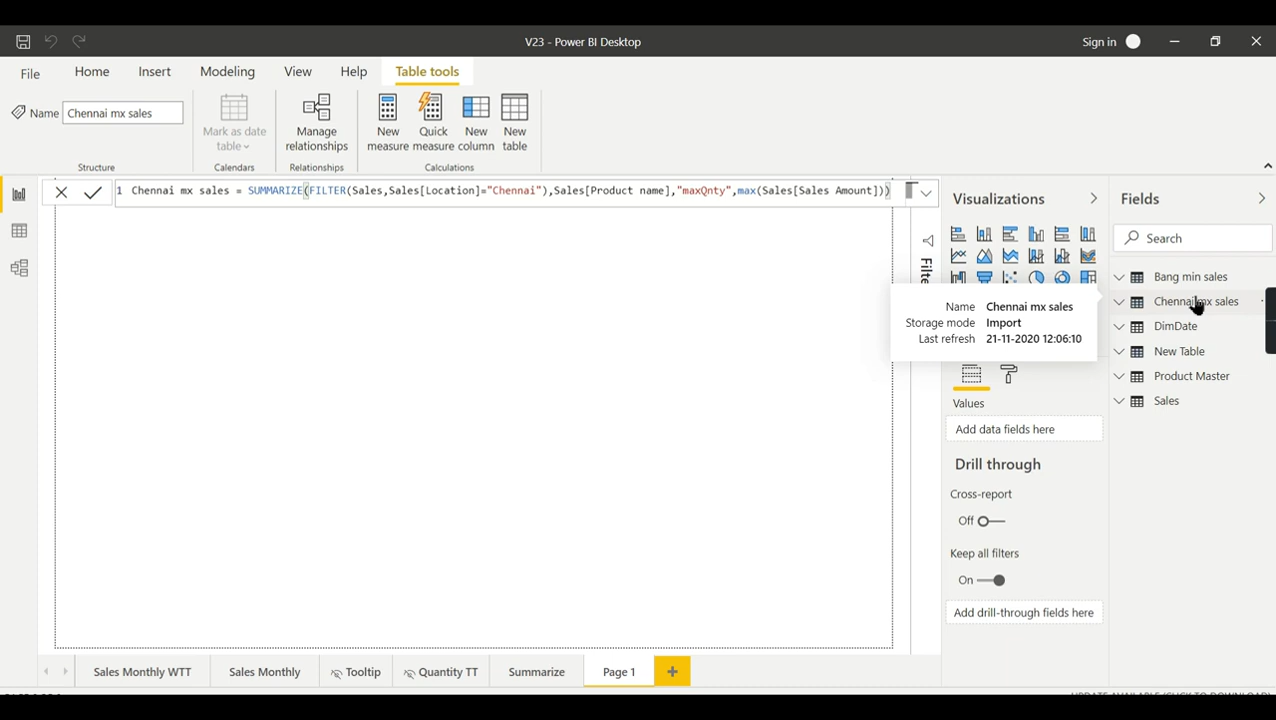 V23 - Power BI Desktop
Sign in
File
Home
Insert
Modeling
View
Help
Table tools
Name
Chennai mx sales
Mark as date
table
Manage
relationships
New
measure
Quick
measure
New
column
New
table
Structure
Calendars
Relationships
Calculations
1 Chennai mx sales = SUMMARIZE(FILTER(Sales,Sales[Location]="Chennai"),Sales[Product name],"maxQnty",max(Sales[Sales Amount]))
Visualizations
Fields
Search
Bang min sales
Chennai mx sales
DimDate
New Table
Product Master
Sales
Name Chennai mx sales
Storage mode Import
Last refresh 21-11-2020 12:06:10
Values
Add data fields here
Drill through
Cross-report
Off
Keep all filters
On
Add drill-through fields here
Sales Monthly WTT
Sales Monthly
Tooltip
Quantity TT
Summarize
Page 1
UPDATE AVAILABLE (CLICK TO DOWNLOAD)